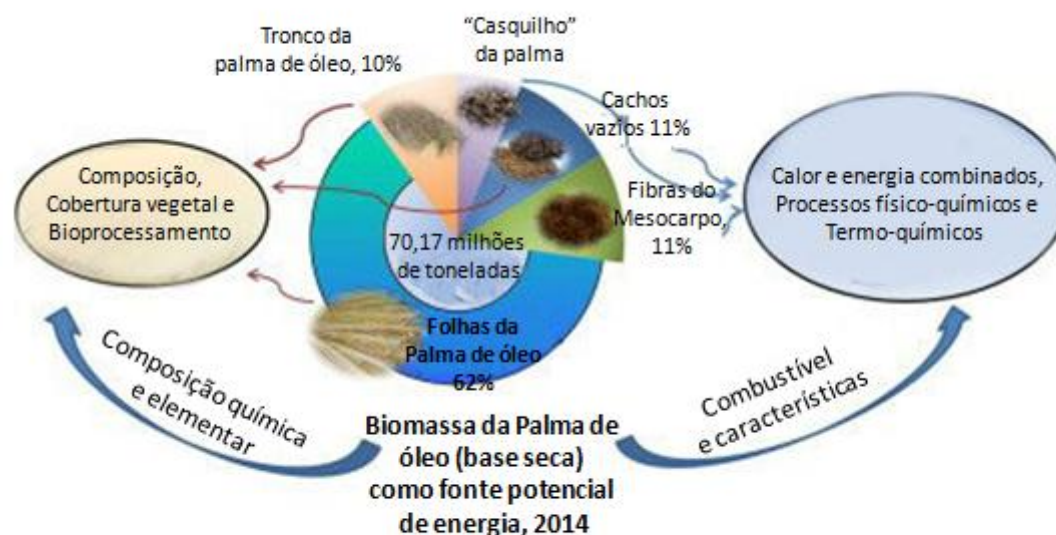 Tronco da
palma de óleo, 10%
“Casquilho”
da palma
Cachos
vazios 11%
Fibras do
Mesocarpo,
11%
Composição,
Cobertura vegetal e
Bioprocessamento
70,17 milhões
de toneladas
Calor e energia combinados,
Processos físico-químicos e
Termo-químicos
Folhas da
Palma de óleo
62%
Composição química
e elementar
Combustível
e características
Biomassa da Palma de
óleo (base seca)
como fonte potencial
de energia, 2014